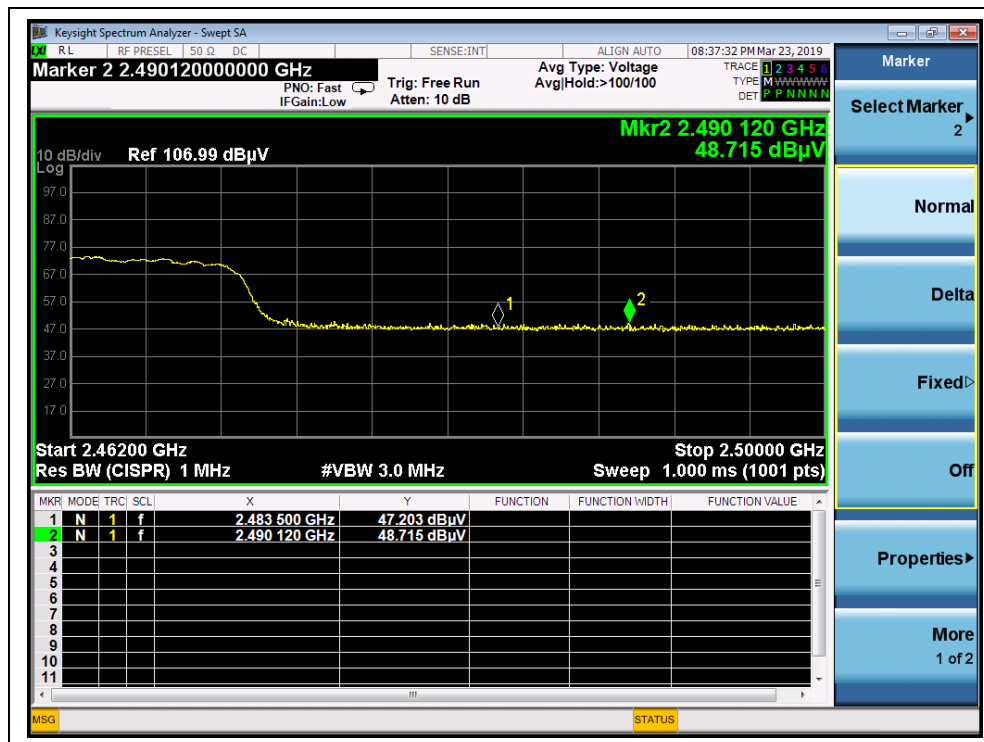 Keysight Spectrum Analyzer - Swept SA
LXI RL RF PRESEL 50 Ω DC SENSE:INT ALIGN AUTO 08:37:32 PM Mar 23, 2019
Marker 2 2.490120000000 GHz
PNO: Fast
IFGain:Low
Trig: Free Run
Atten: 10 dB
Avg Type: Voltage
Avg|Hold:>100/100
TRACE 1 2 3 4 5 6
TYPE M WWWWW
DET P P N N N N
Mkr2 2.490 120 GHz
48.715 dBµV
10 dB/div Ref 106.99 dBµV
Log
97.0
87.0
77.0
67.0
57.0
47.0
37.0
27.0
17.0
1
2
Start 2.46200 GHz Stop 2.50000 GHz
Res BW (CISPR) 1 MHz #VBW 3.0 MHz Sweep 1.000 ms (1001 pts)
MKR MODE TRC SCL X Y FUNCTION FUNCTION WIDTH FUNCTION VALUE
1 N 1 f 2.483 500 GHz 47.203 dBµV
2 N 1 f 2.490 120 GHz 48.715 dBµV
3
4
5
6
7
8
9
10
11
MSG STATUS
Marker
Select Marker
2
Normal
Delta
Fixed
Off
Properties
More
1 of 2